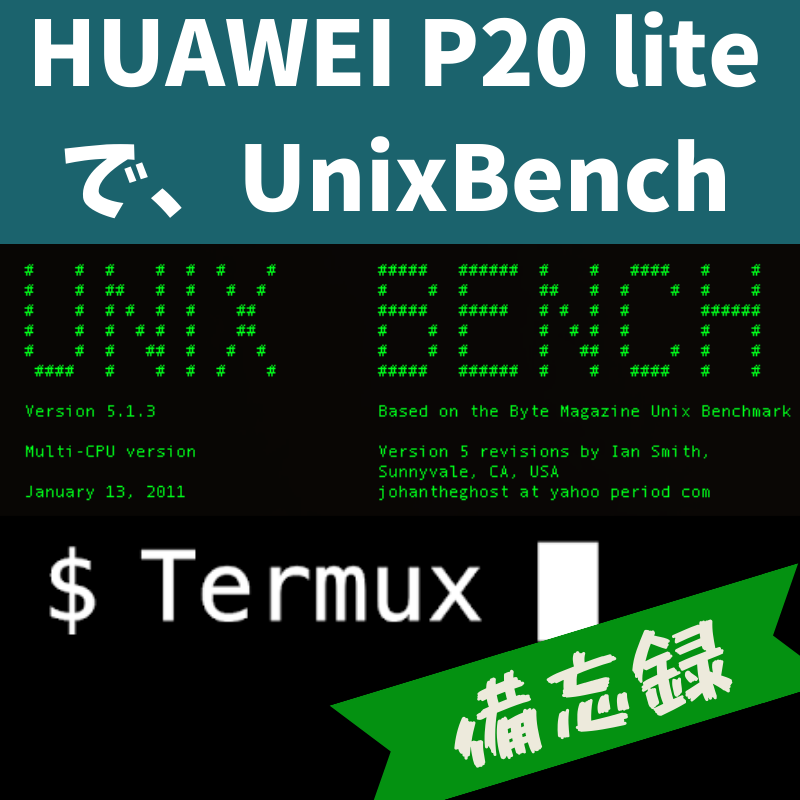 HUAWEI P20 lite
で、UnixBench
UNIX BENCH
Version 5.1.3
Based on the Byte Magazine Unix Benchmark
Multi-CPU version
Version 5 revisions by Ian Smith,
Sunnyvale, CA, USA
January 13, 2011
johantheghost at yahoo period com
$ Termux
備忘録